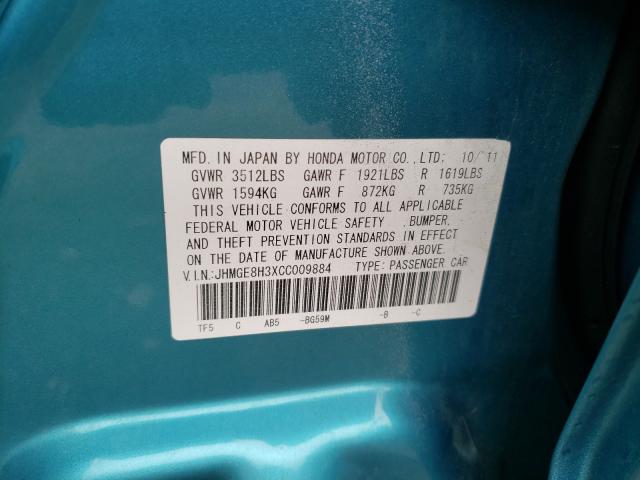 MFD. IN JAPAN BY HONDA MOTOR CO.,LTD; 10/'11
GVWR 3512LBS GAWR F 1921LBS R 1619LBS
GVWR 1594KG GAWR F 872KG R 735KG
THIS VEHICLE CONFORMS TO ALL APPLICABLE
FEDERAL MOTOR VEHICLE SAFETY ,BUMPER,
AND THEFT PREVENTION STANDARDS IN EFFECT
ON THE DATE OF MANUFACTURE SHOWN ABOVE.
V.I.N:JHMGE8H3XCC009884 TYPE:PASSENGER CAR
TF5 C AB5 -BG59M -B -C